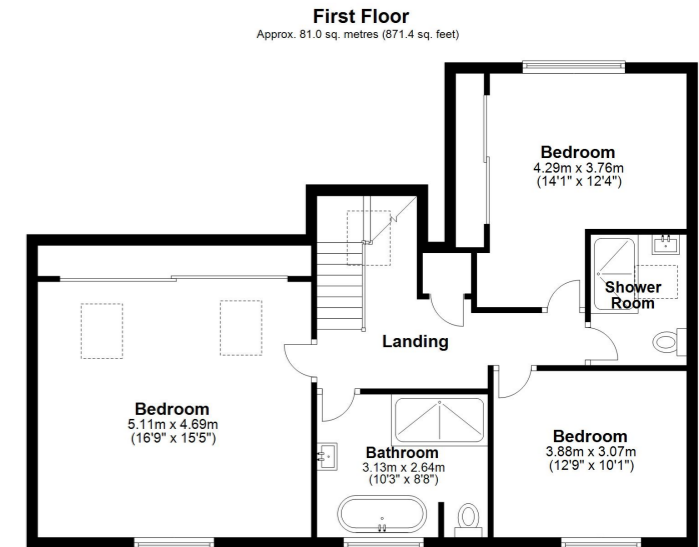 First Floor
Approx. 81.0 sq. metres (871.4 sq. feet)
Bedroom
4.29m x 3.76m
(14'1" x 12'4")
Shower
Room
Landing
Bedroom
5.11m x 4.69m
(16'9" x 15'5")
Bathroom
3.13m x 2.64m
(10'3" x 8'8")
Bedroom
3.88m x 3.07m
(12'9" x 10'1")